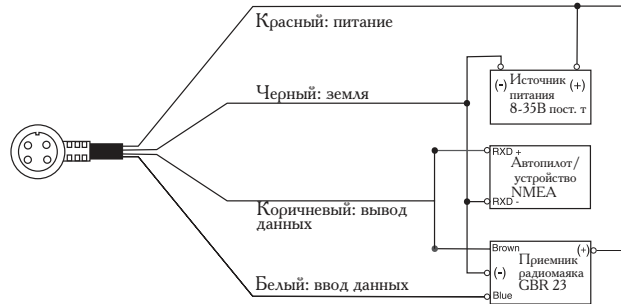 Красный: питание
Черный: земля
Коричневый: вывод
данных
Белый: ввод данных
(-) Источник (+)
питания
8-35В пост. т
RXD +
Автопилот/
устройство
NMEA
RXD -
Brown (+)
Приемник
(-) радиомаяка
GBR 23
Blue